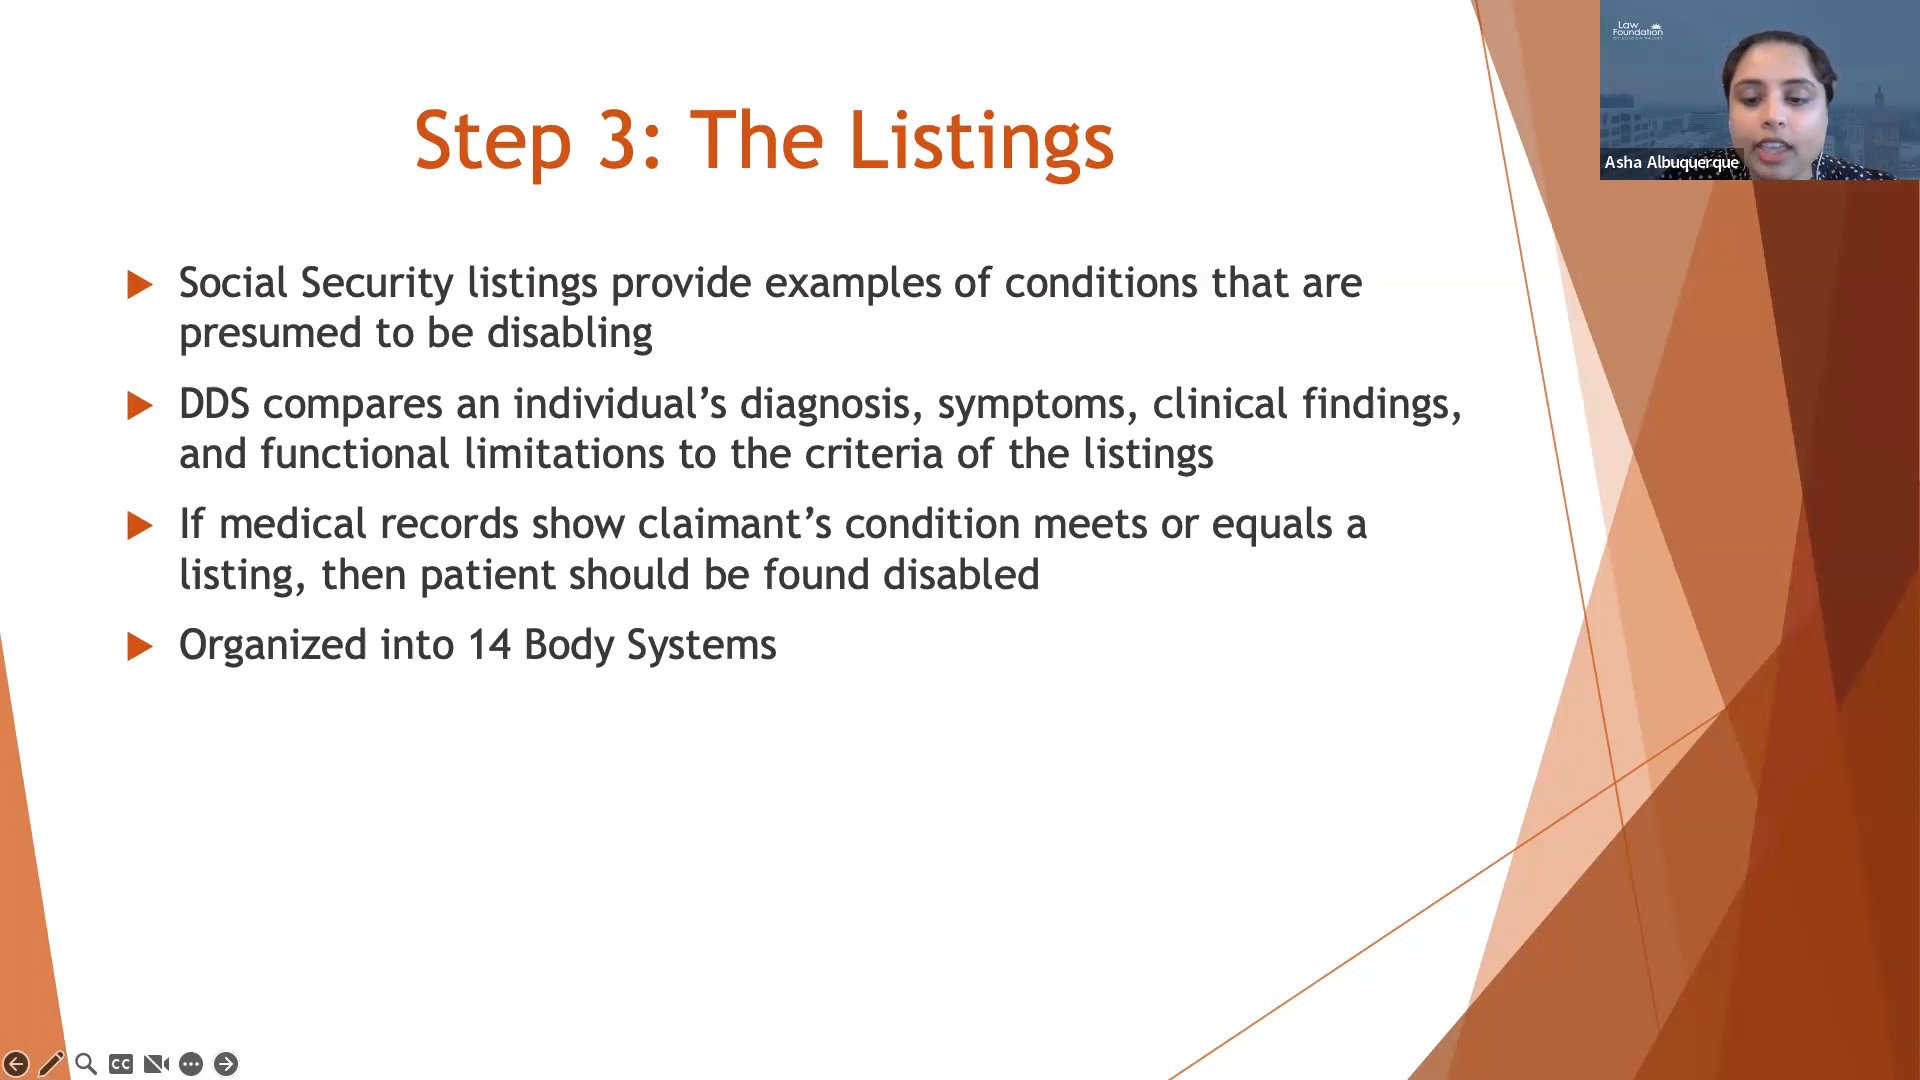 Step 3: The Listings
Social Security listings provide examples of conditions that are
presumed to be disabling
DDS compares an individual’s diagnosis, symptoms, clinical findings,
and functional limitations to the criteria of the listings
If medical records show claimant’s condition meets or equals a
listing, then patient should be found disabled
Organized into 14 Body Systems
Law
Foundation
OF SILICON VALLEY
Asha Albuquerque
CC